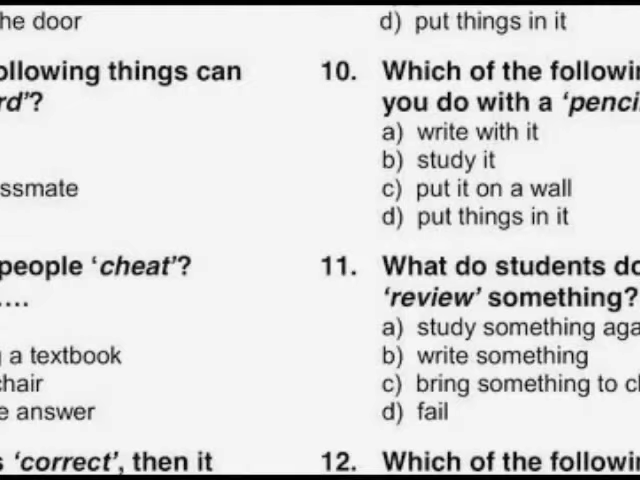 he door
ollowing things can
rd’?
ssmate
people ‘cheat’?
....
a textbook
hair
e answer
s ‘correct’, then it
d) put things in it
10. Which of the followin
you do with a ‘penci
a) write with it
b) study it
c) put it on a wall
d) put things in it
11. What do students do
‘review’ something?
a) study something aga
b) write something
c) bring something to cl
d) fail
12. Which of the followin